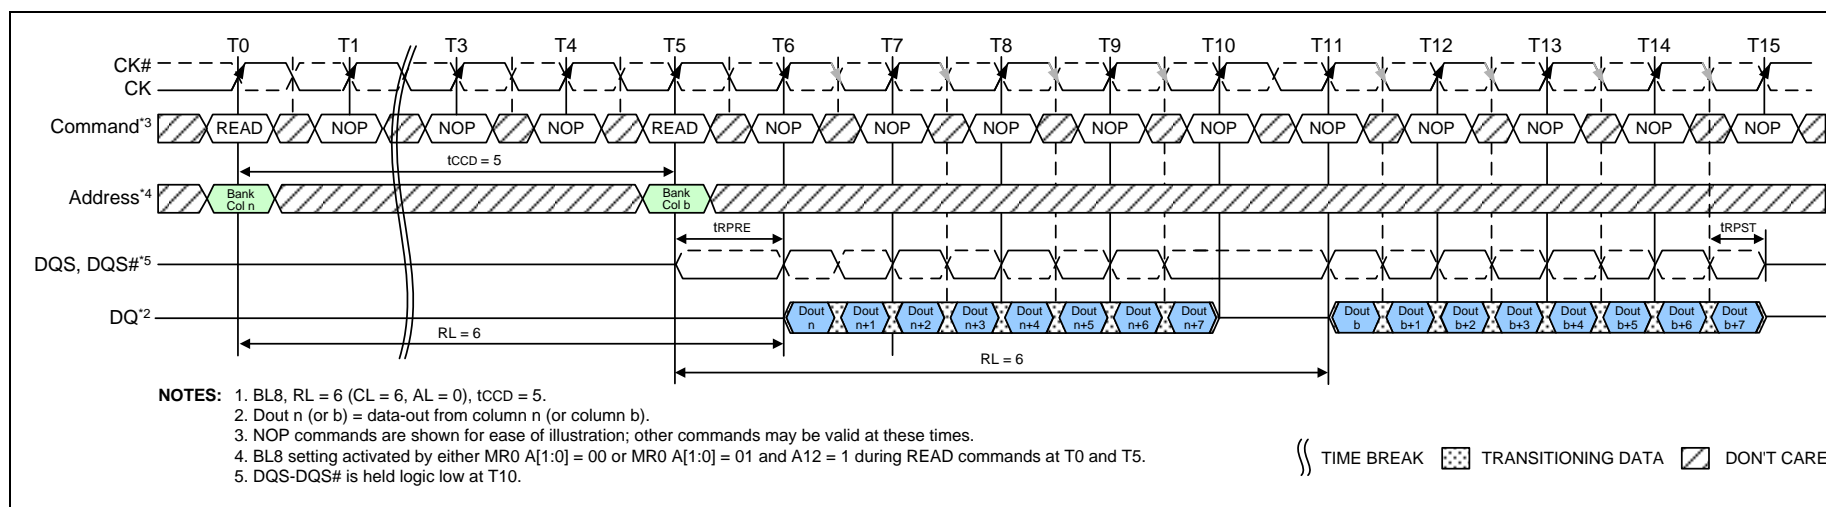 T0 T1 T3 T4 T5 T6 T7 T8 T9 T10 T11 T12 T13 T14 T15
CK#
CK
Command*3 READ NOP NOP NOP READ NOP NOP NOP NOP NOP NOP NOP NOP NOP NOP
tCCD = 5
Address*4 Bank Col n Bank Col b
tRPRE tRPST
DQS, DQS#*5
DQ*2 Dout n Dout n+1 Dout n+2 Dout n+3 Dout n+4 Dout n+5 Dout n+6 Dout n+7 Dout b Dout b+1 Dout b+2 Dout b+3 Dout b+4 Dout b+5 Dout b+6 Dout b+7
RL = 6
RL = 6
NOTES: 1. BL8, RL = 6 (CL = 6, AL = 0), tCCD = 5.
2. Dout n (or b) = data-out from column n (or column b).
3. NOP commands are shown for ease of illustration; other commands may be valid at these times.
4. BL8 setting activated by either MR0 A[1:0] = 00 or MR0 A[1:0] = 01 and A12 = 1 during READ commands at T0 and T5.
5. DQS-DQS# is held logic low at T10.
TIME BREAK TRANSITIONING DATA DON'T CARE